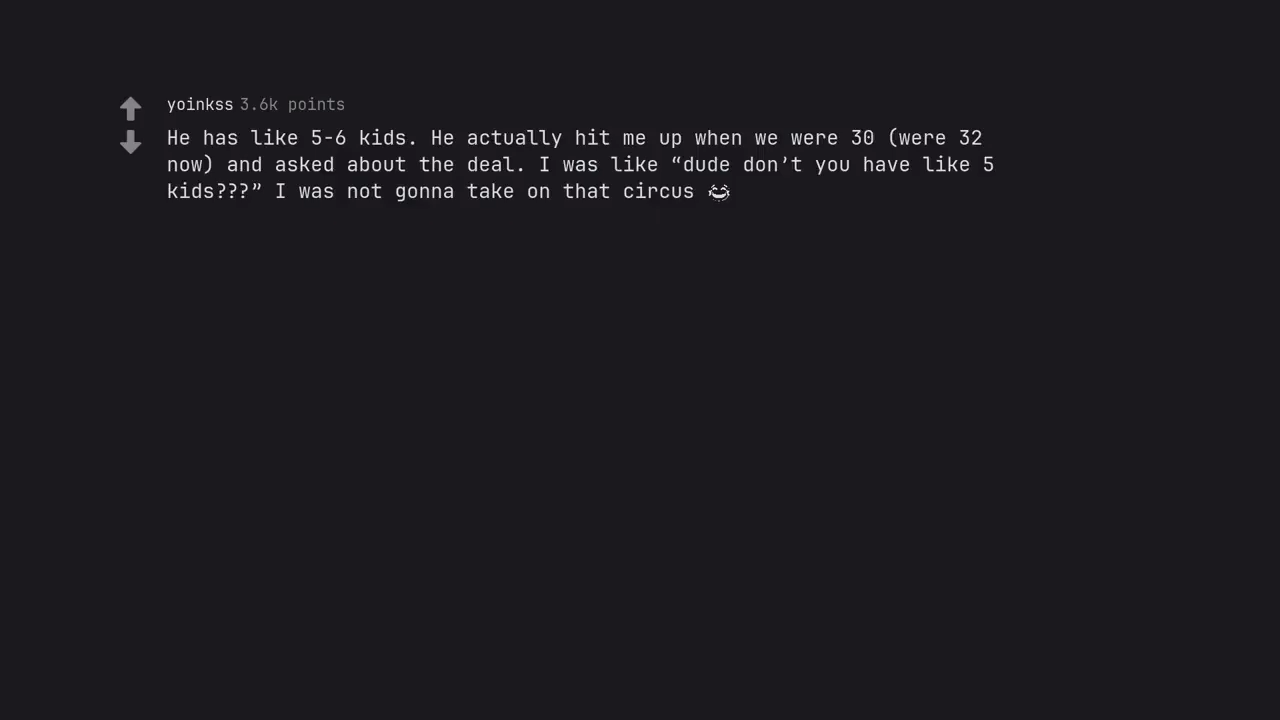 yoinkss 3.6k points
He has like 5-6 kids. He actually hit me up when we were 30 (were 32
now) and asked about the deal. I was like “dude don’t you have like 5
kids???” I was not gonna take on that circus 😂